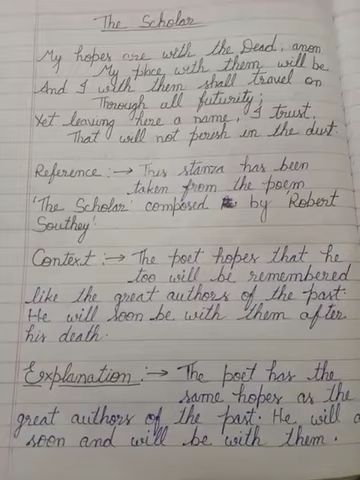 The Scholar
My hopes are with the Dead, anon
My place with them will be,
And I with them shall travel on
Through all futurity;
Yet leaving here a name, I trust,
That will not perish in the dust.
Reference :→ This stanza has been
taken from the poem
'The Scholar' composed by 'Robert
Southey'
Context :→ The poet hopes that he
too will be remembered
like the great authors of the past.
He will soon be with them after
his death.
Explanation :→ The poet has the
same hopes as the
great authors of the past. He will
soon and will be with them.